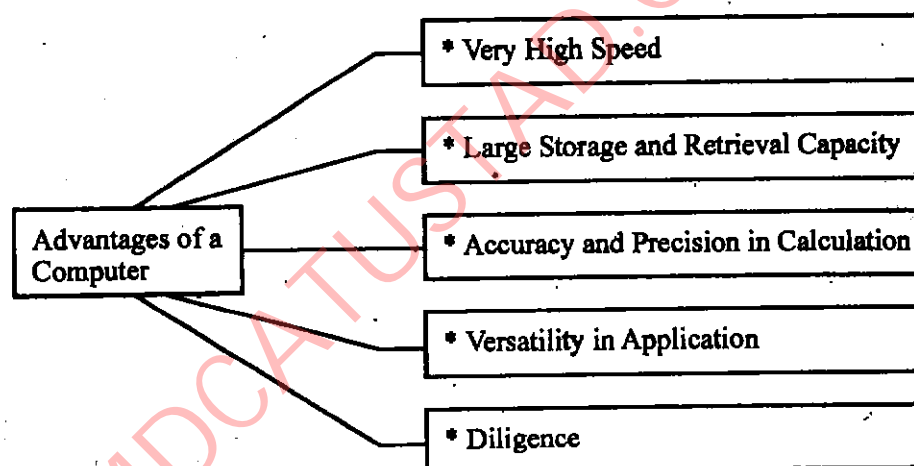 * Very High Speed
* Large Storage and Retrieval Capacity
Advantages of a
Computer
* Accuracy and Precision in Calculation
* Versatility in Application
* Diligence
MDCATUSTAD.